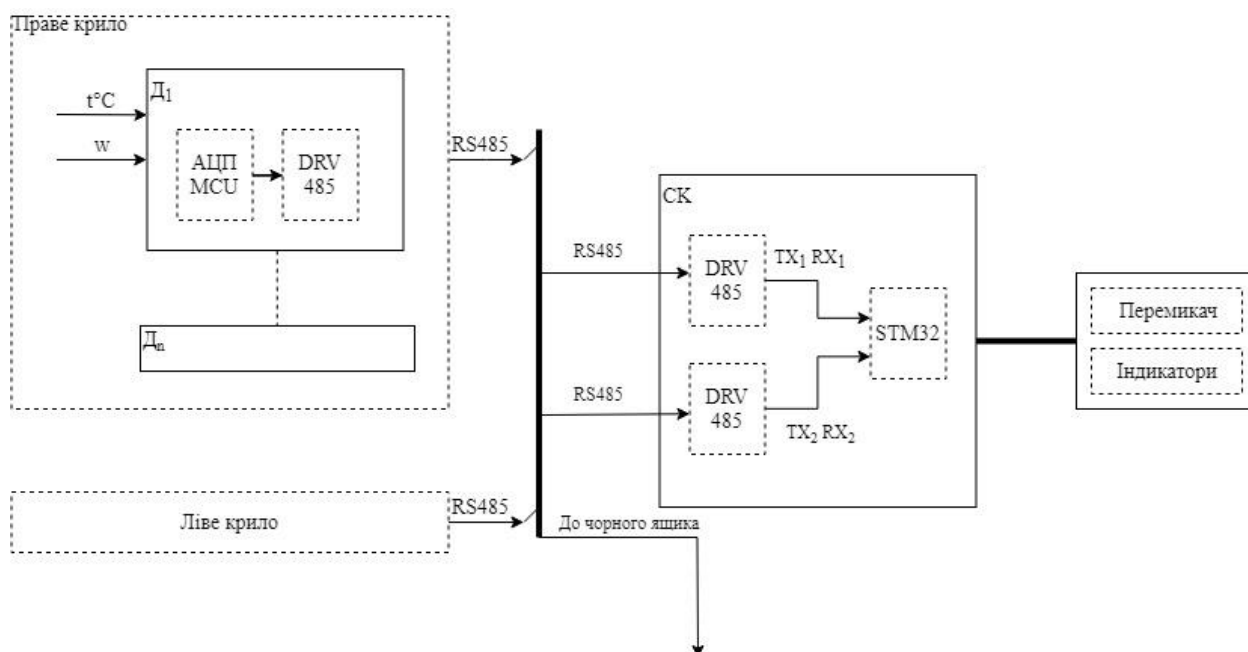 Праве крило
Д1
t°C
W
АЦП
MCU
DRV
485
Дn
RS485
Ліве крило
RS485
До чорного ящика
RS485
RS485
СК
DRV
485
TX1 RX1
STM32
DRV
485
TX2 RX2
Перемикач
Індикатори